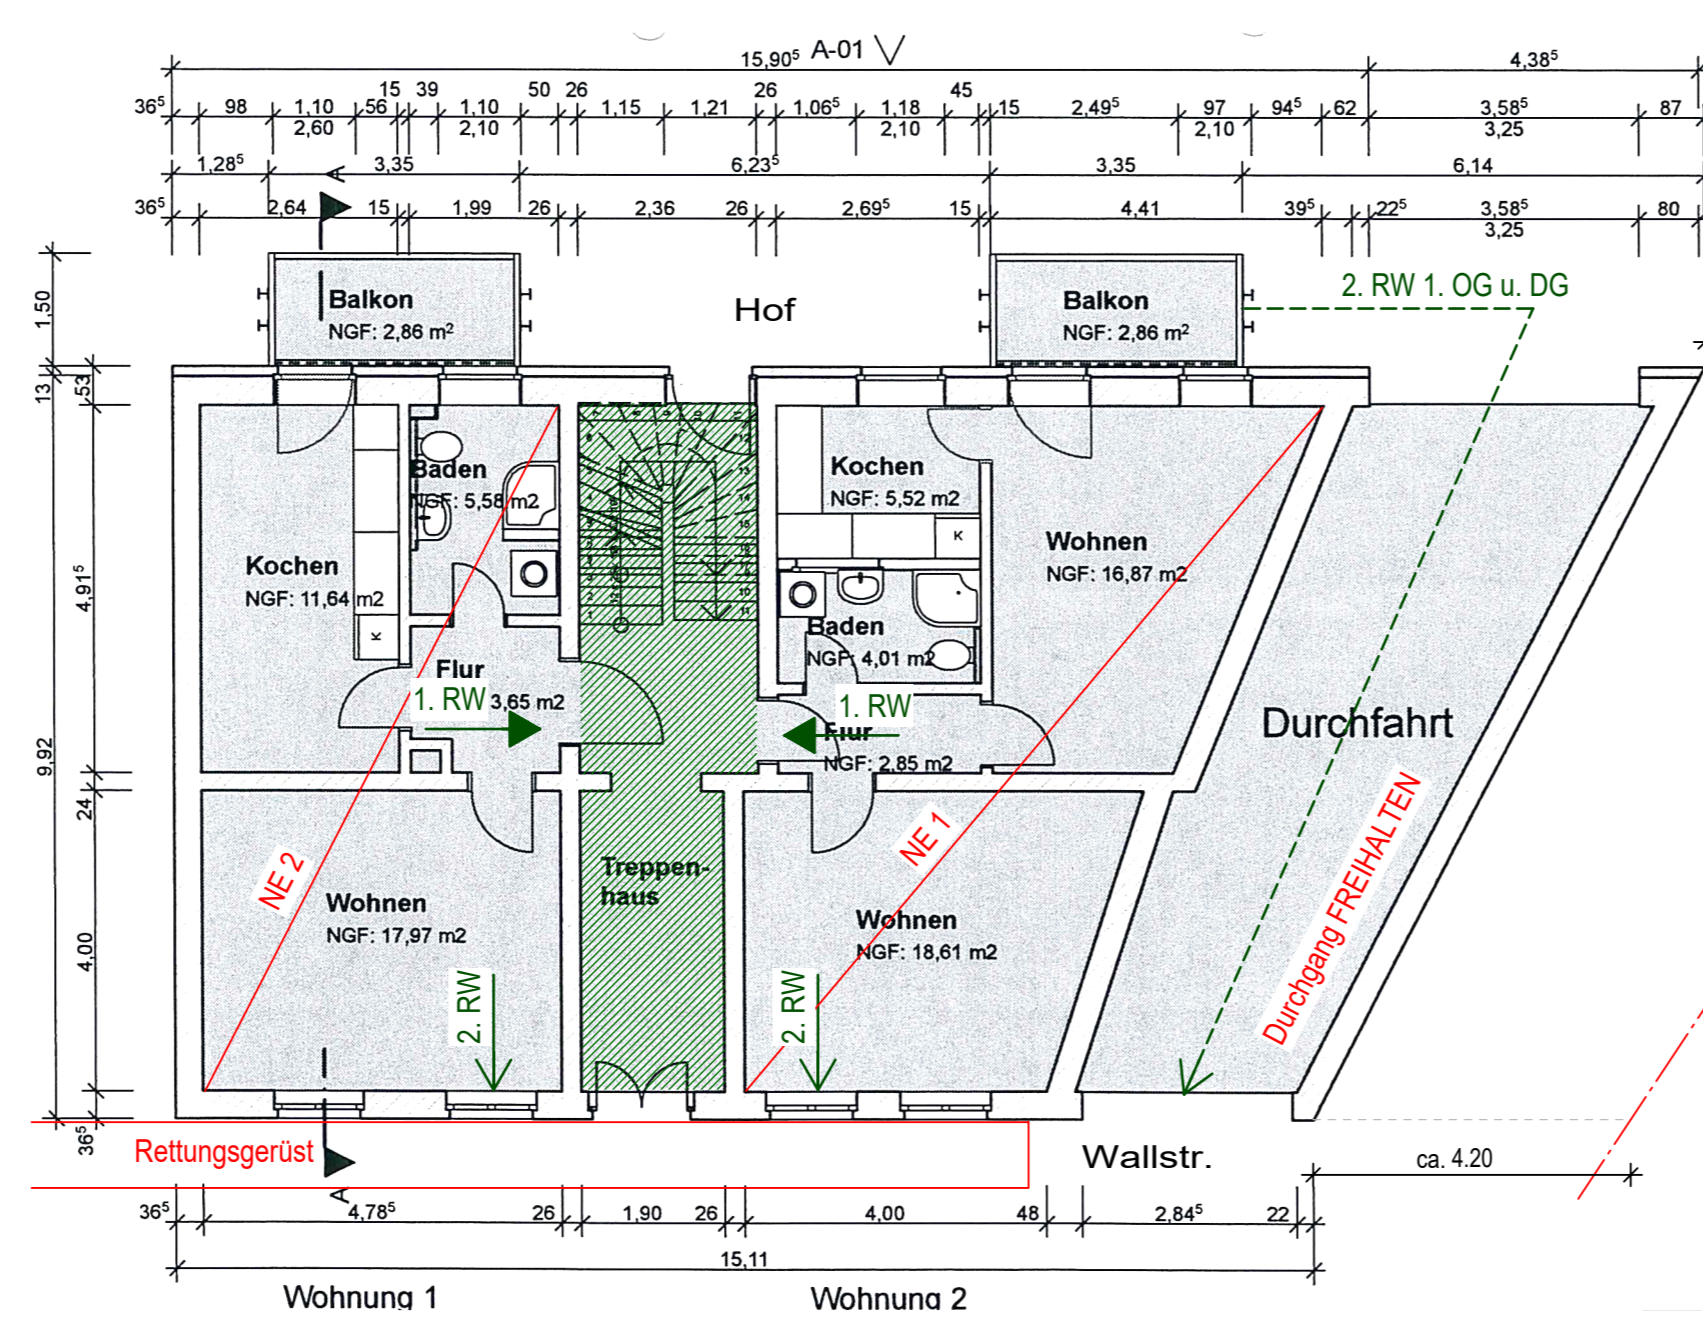 15,90⁵ A-01
4,38⁵
15 39 50 26 26 45
36⁵ 98 1,10 56 1,10 1,15 1,21 1,06⁵ 1,18 15 2,49⁵ 97 94⁵ 62 3,58⁵ 87
2,60 2,10 2,10 2,10 3,25
1,28⁵ 3,35 6,23⁵ 3,35 6,14
A
36⁵ 2,64 15 1,99 26 2,36 26 2,69⁵ 15 4,41 39⁵ 22⁵ 3,58⁵ 80
3,25
2. RW 1. OG u. DG
Balkon
NGF: 2,86 m²
Hof
Balkon
NGF: 2,86 m²
1,50
13
53
4,91⁵
9,92
24
4,00
36⁵
Baden
NGF: 5,58 m2
Kochen
NGF: 5,52 m2
K
Kochen
NGF: 11,64 m2
K
Wohnen
NGF: 16,87 m2
Baden
NGF: 4,01 m2
Flur
3,65 m2
1. RW
1. RW
Flur
NGF: 2,85 m2
Durchfahrt
Durchgang FREIHALTEN
NE 2
NE 1
Treppen-
haus
Wohnen
NGF: 17,97 m2
Wohnen
NGF: 18,61 m2
2. RW
2. RW
Rettungsgerüst
Wallstr.
ca. 4.20
A
36⁵ 4,78⁵ 26 1,90 26 4,00 48 2,84⁵ 22
15,11
Wohnung 1
Wohnung 2